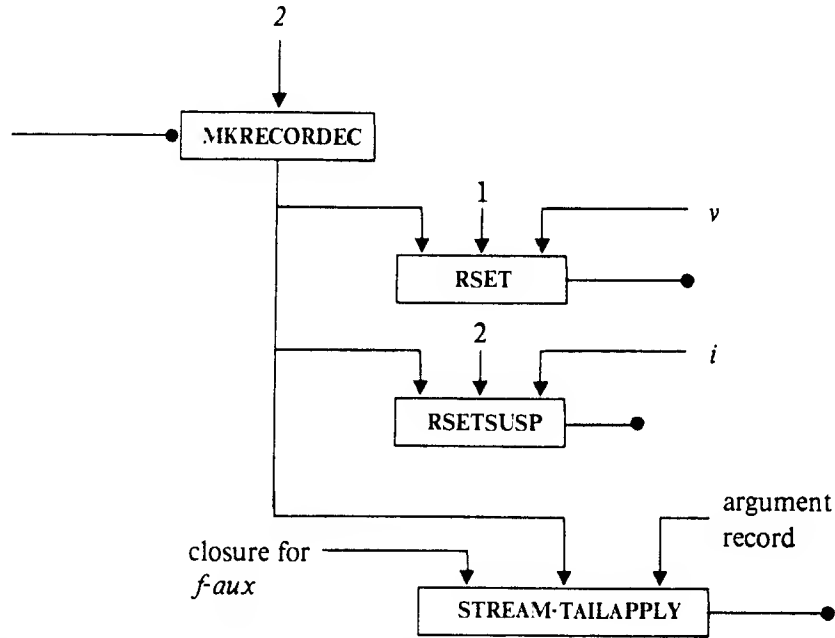 2
MKRECORDEC
1
v
RSET
2
i
RSETSUSP
argument
record
closure for
f-aux
STREAM-TAILAPPLY